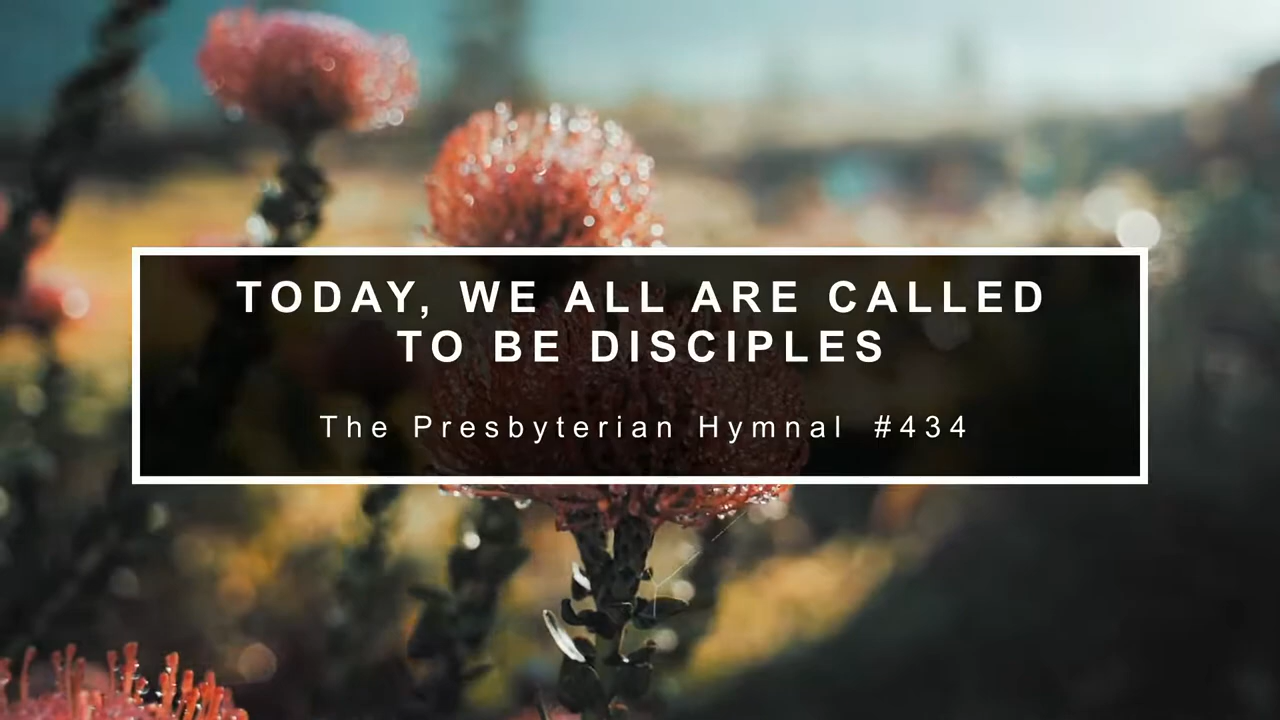 TODAY, WE ALL ARE CALLED
TO BE DISCIPLES
The Presbyterian Hymnal #434